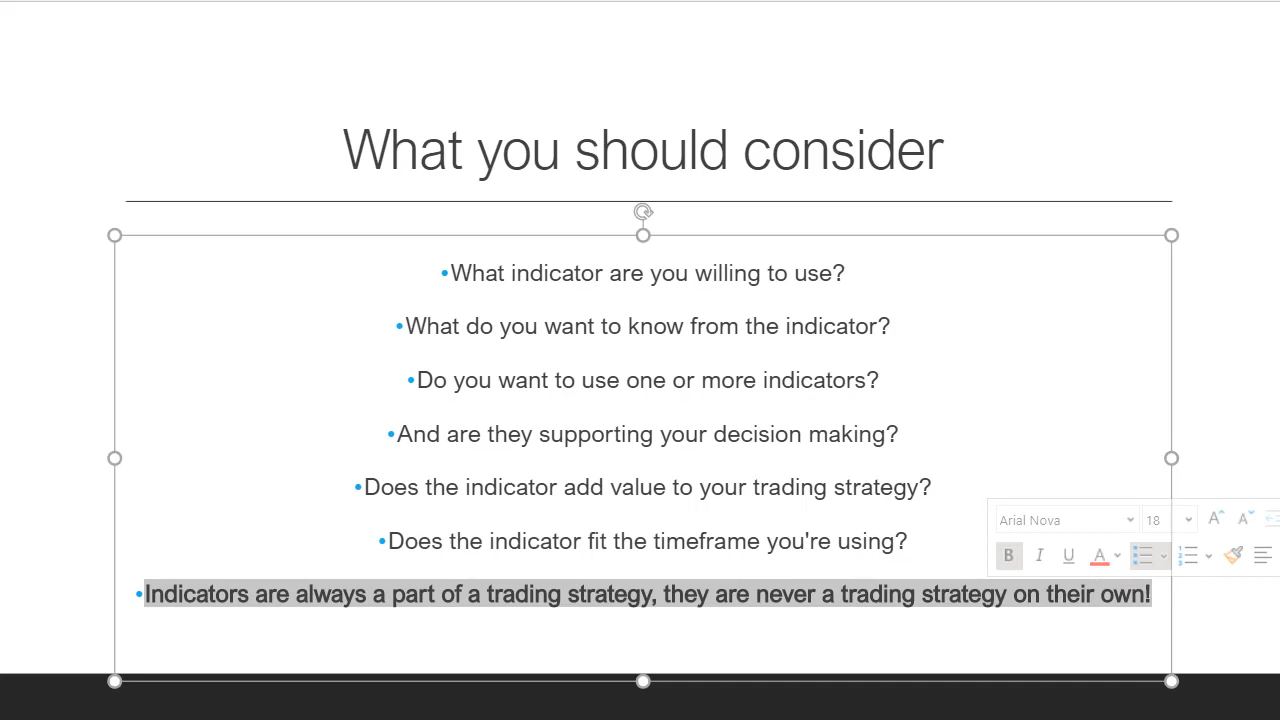 What you should consider
•What indicator are you willing to use?
•What do you want to know from the indicator?
•Do you want to use one or more indicators?
•And are they supporting your decision making?
•Does the indicator add value to your trading strategy?
Arial Nova 18 A A
•Does the indicator fit the timeframe you're using?
B I U A
•Indicators are always a part of a trading strategy, they are never a trading strategy on their own!